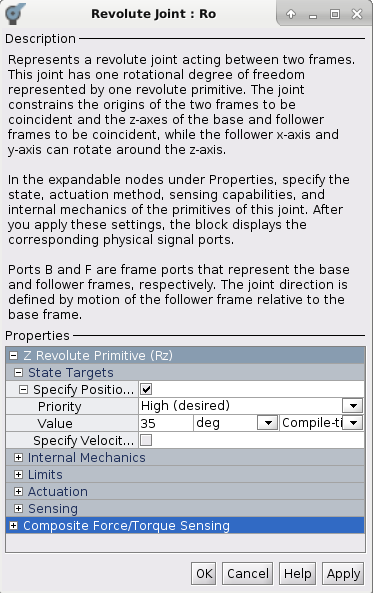 Revolute Joint : Ro
Description
Represents a revolute joint acting between two frames.
This joint has one rotational degree of freedom
represented by one revolute primitive. The joint
constrains the origins of the two frames to be
coincident and the z-axes of the base and follower
frames to be coincident, while the follower x-axis and
y-axis can rotate around the z-axis.
In the expandable nodes under Properties, specify the
state, actuation method, sensing capabilities, and
internal mechanics of the primitives of this joint. After
you apply these settings, the block displays the
corresponding physical signal ports.
Ports B and F are frame ports that represent the base
and follower frames, respectively. The joint direction is
defined by motion of the follower frame relative to the
base frame.
Properties
Z Revolute Primitive (Rz)
State Targets
Specify Positio...
Priority High (desired)
Value 35 deg Compile-ti
Specify Velocit...
Internal Mechanics
Limits
Actuation
Sensing
Composite Force/Torque Sensing
OK Cancel Help Apply